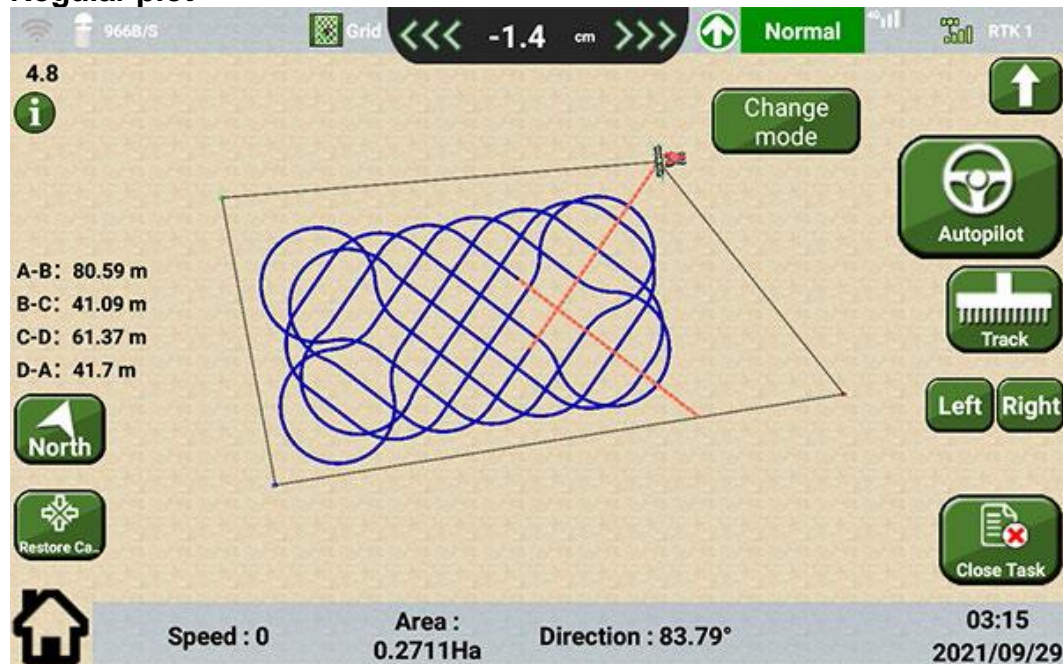 Regular plot
966B/S
Grid
<<< -1.4 cm >>>
Normal
4G
RTK 1
4.8
i
Change
mode
Autopilot
A-B: 80.59 m
B-C: 41.09 m
C-D: 61.37 m
D-A: 41.7 m
Track
Left
Right
North
Restore Ca..
Close Task
Speed : 0
Area :
0.2711Ha
Direction : 83.79°
03:15
2021/09/29